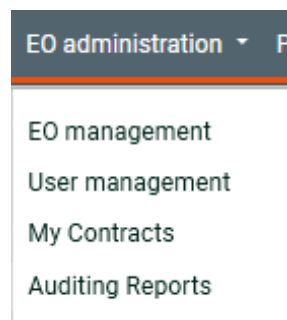 EO administration
EO management
User management
My Contracts
Auditing Reports